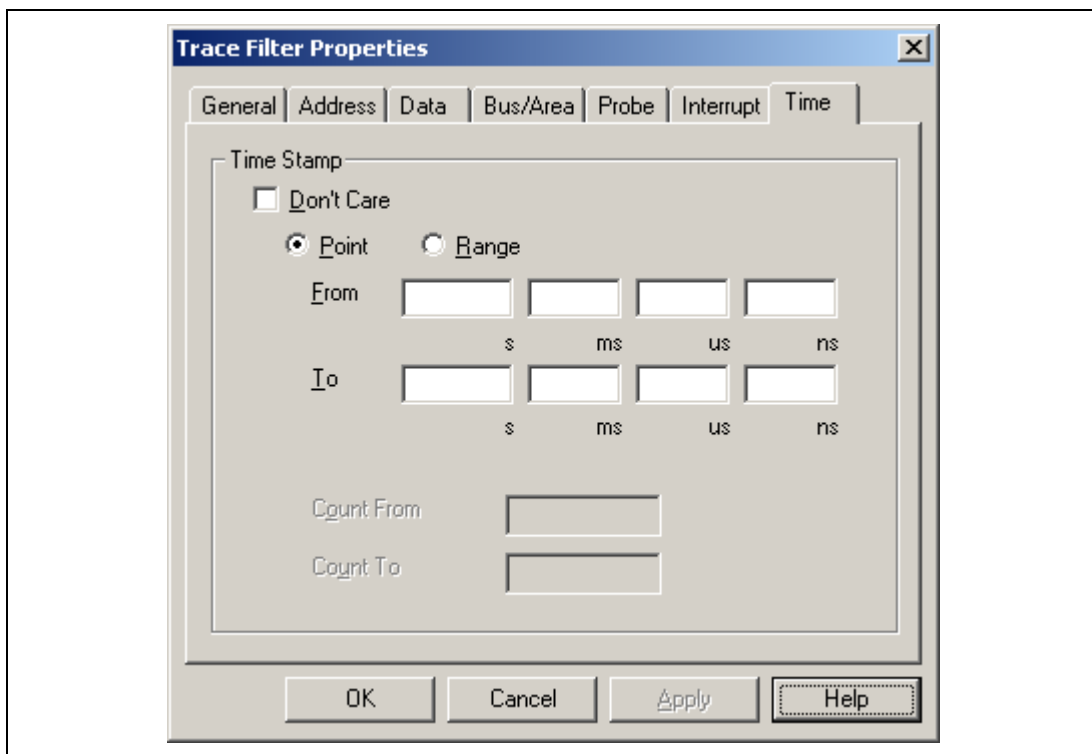 Trace Filter Properties
General Address Data Bus/Area Probe Interrupt Time
Time Stamp
Don't Care
Point Range
From
s ms us ns
To
s ms us ns
Count From
Count To
OK Cancel Apply Help